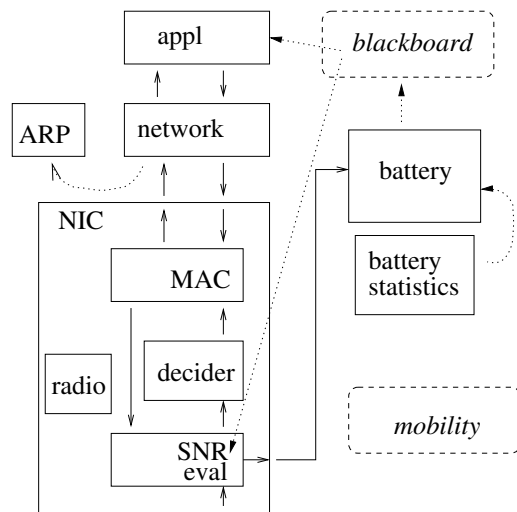 appl
blackboard
ARP
network
battery
NIC
MAC
battery
statistics
radio
decider
mobility
SNR
eval